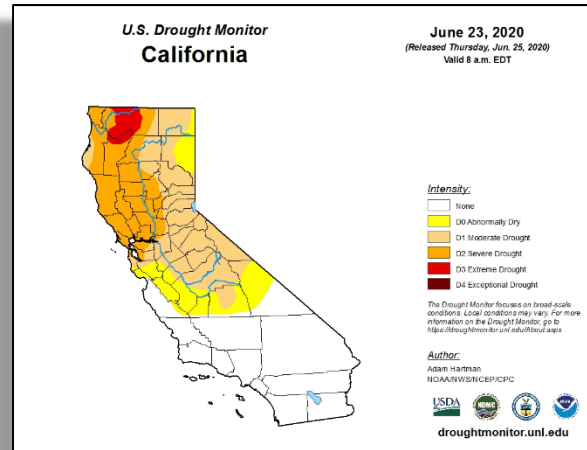 U.S. Drought Monitor
California
June 23, 2020
(Released Thursday, Jun. 25, 2020)
Valid 8 a.m. EDT
Intensity:
None
D0 Abnormally Dry
D1 Moderate Drought
D2 Severe Drought
D3 Extreme Drought
D4 Exceptional Drought
The Drought Monitor focuses on broad-scale
conditions. Local conditions may vary. For more
information on the Drought Monitor, go to
https://droughtmonitor.unl.edu/About.aspx
Author:
Adam Hartman
NOAA/NWS/NCEP/CPC
USDA
NDMC
droughtmonitor.unl.edu